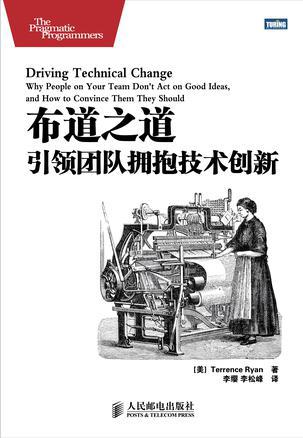 The
Pragmatic
Programmers
TURING
Driving Technical Change
Why People on Your Team Don't Act on Good Ideas,
and How to Convince Them They Should
布道之道
引领团队拥抱技术创新
[美] Terrence Ryan 著
李缨 李松峰 译
人民邮电出版社
POSTS & TELECOM PRESS